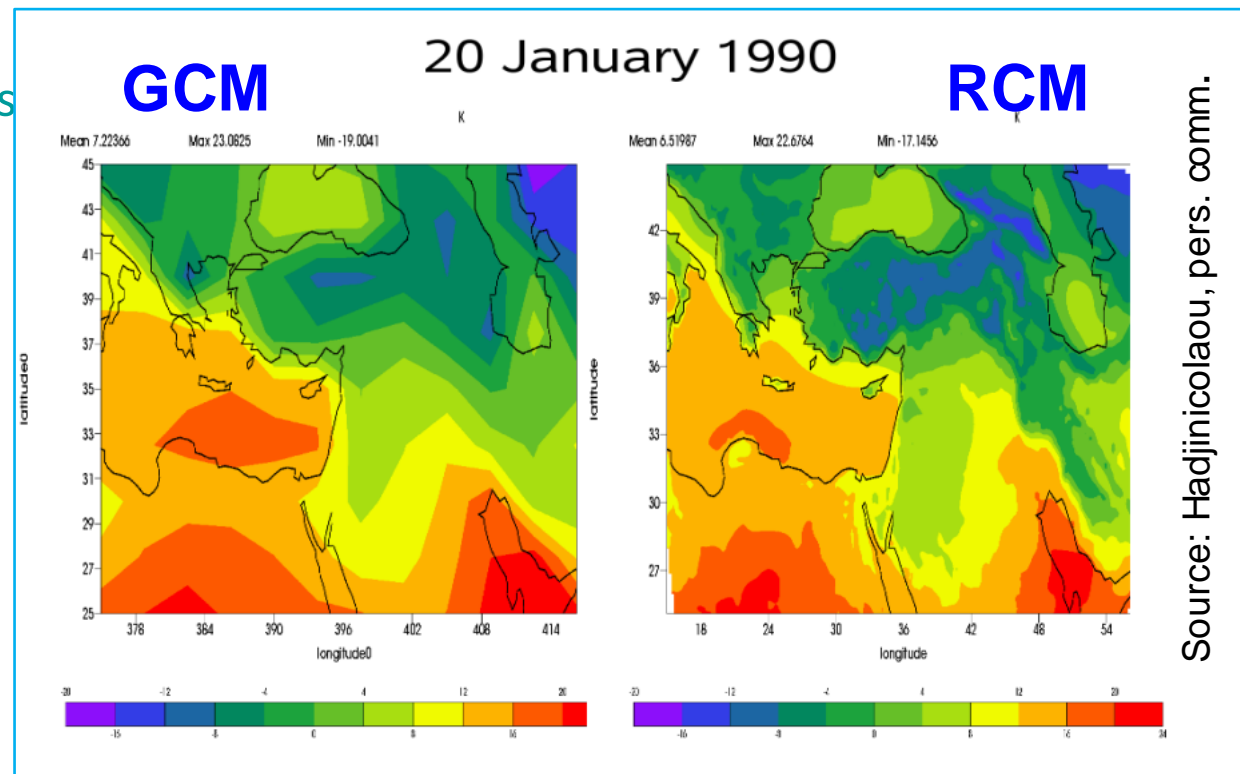 20 January 1990
s
GCM
RCM
K
K
Mean 7.22366 Max 23.0825 Min -19.0041
Mean 6.51987 Max 22.6764 Min -17.1456
45
43
41
39
37
35
33
31
29
27
25
latitude0
378 384 390 396 402 408 414
longitude0
42
39
36
33
30
27
latitude
18 24 30 36 42 48 54
longitude
-20 -12 -4 4 12 20
-16 -8 0 8 16
-20 -12 -4 4 12 20
-16 -8 0 8 16 24
Source: Hadjinicolaou, pers. comm.